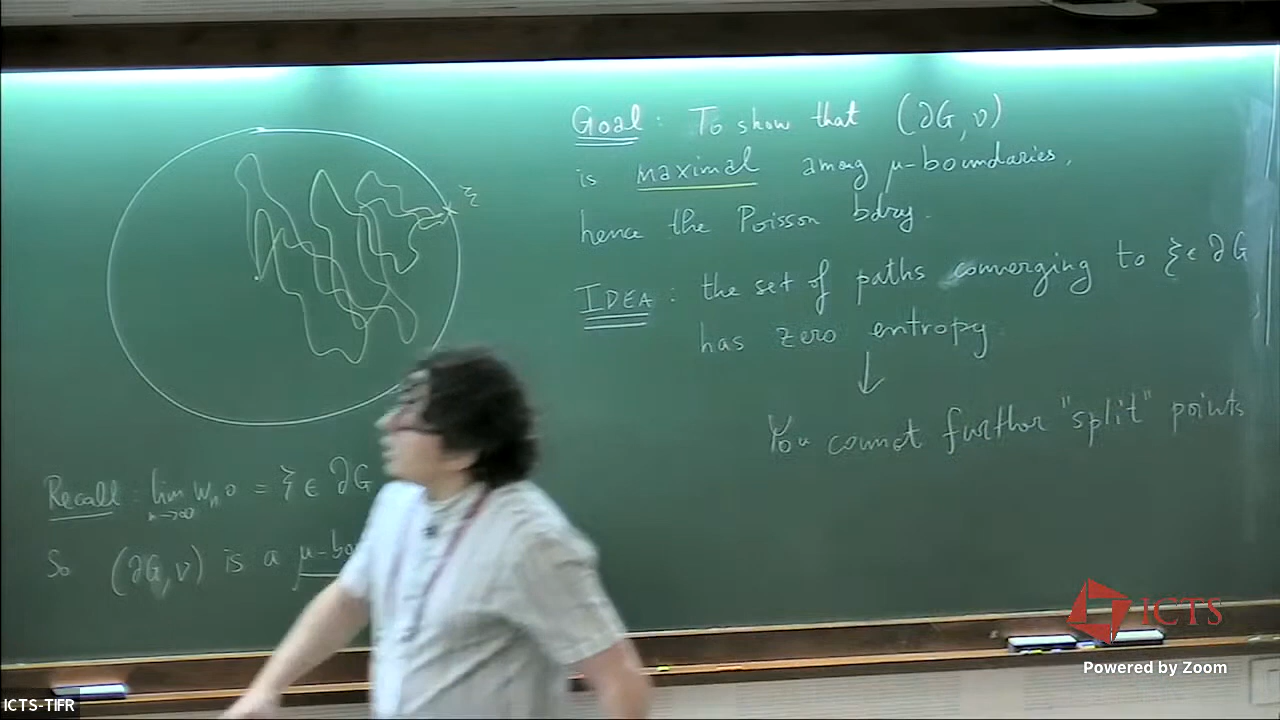 ξ
Recall : lim n→∞ Wn o = ξ ∈ ∂G
So (∂G, ν) is a μ-bo
Goal : To show that (∂G, ν)
is maximal among μ-boundaries,
hence the Poisson bdry.
IDEA : the set of paths converging to ξ ∈ ∂G
has zero entropy.
↓
You cannot further "split" points
ICTS
Powered by Zoom
ICTS-TIFR